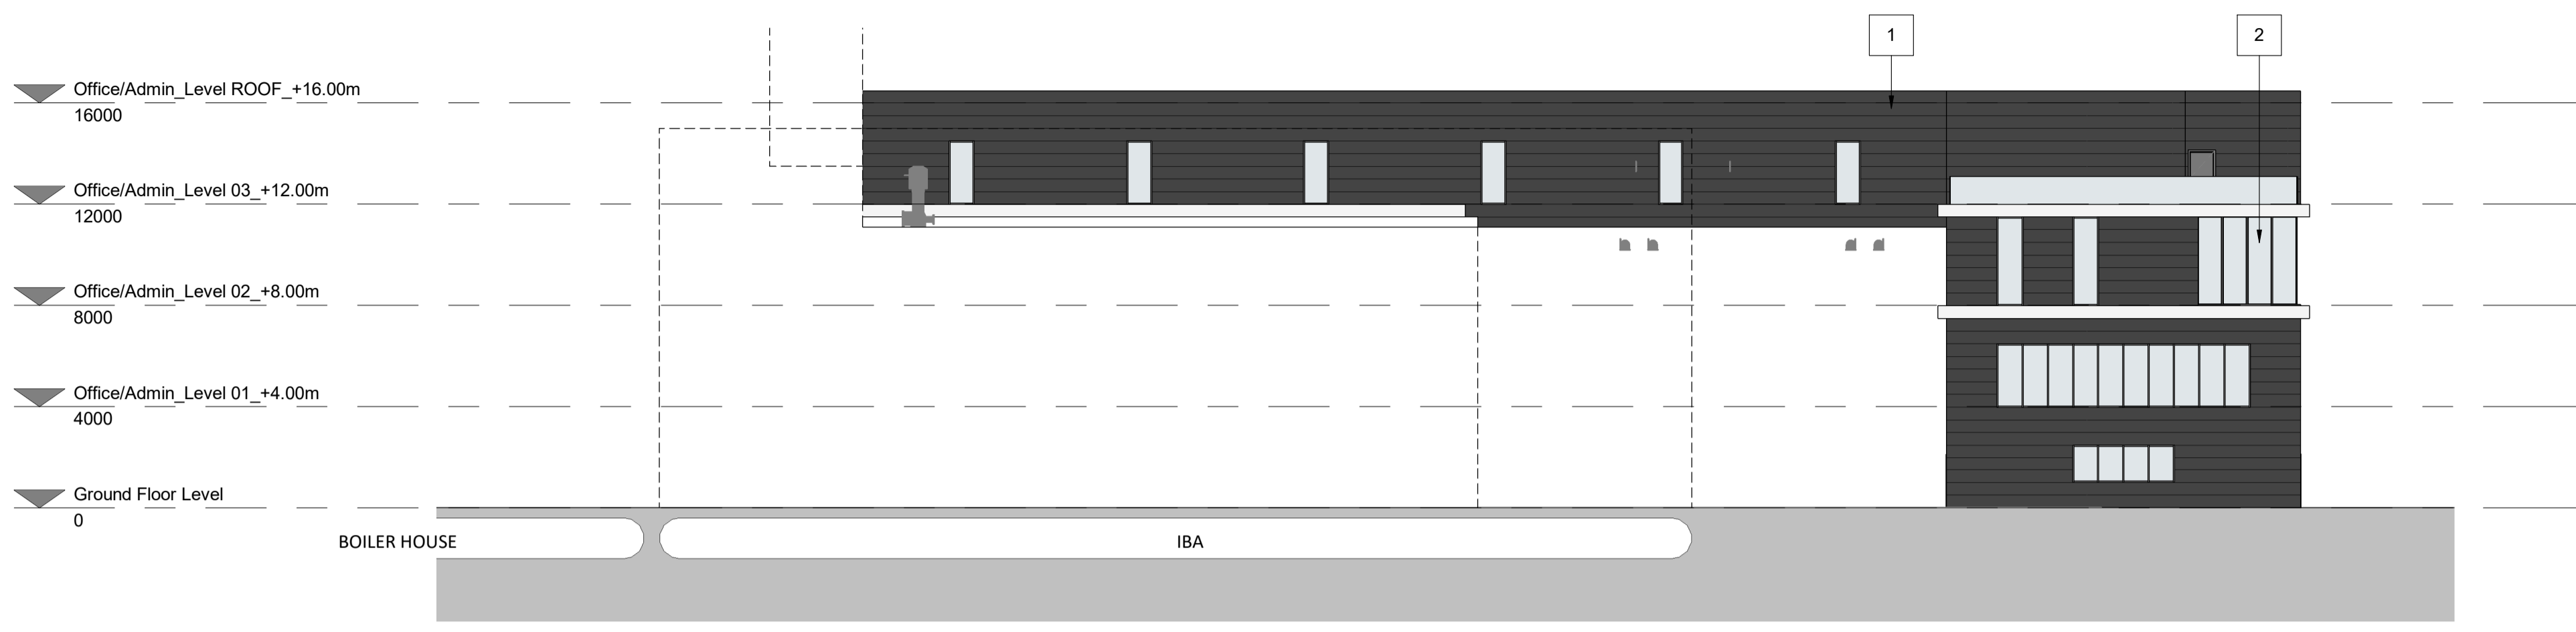 1
2
Office/Admin_Level ROOF_+16.00m
16000
Office/Admin_Level 03_+12.00m
12000
Office/Admin_Level 02_+8.00m
8000
Office/Admin_Level 01_+4.00m
4000
Ground Floor Level
0
BOILER HOUSE
IBA